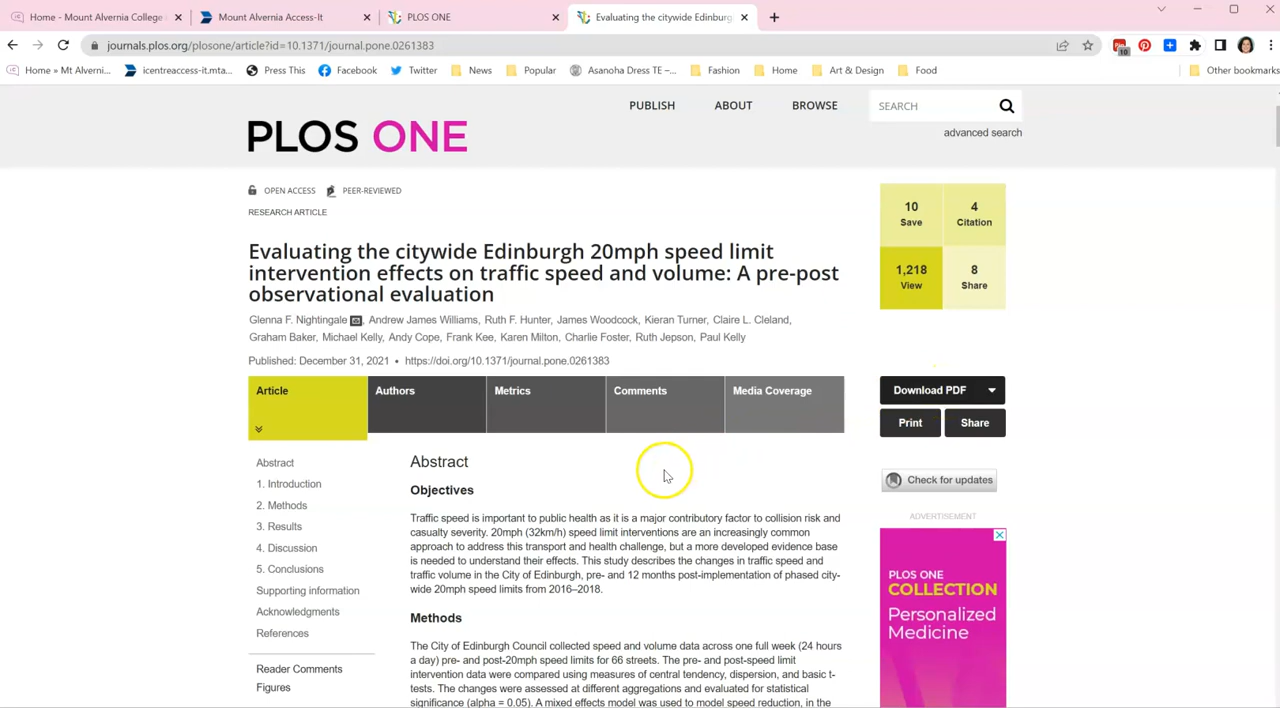 Home - Mount Alvernia College
Mount Alvernia Access-It
PLOS ONE
Evaluating the citywide Edinburg
journals.plos.org/plosone/article?id=10.1371/journal.pone.0261383
10
Home » Mt Alverni...
icentreaccess-it.mta...
Press This
Facebook
Twitter
News
Popular
Asanoha Dress TE –...
Fashion
Home
Art & Design
Food
Other bookmarks
PUBLISH
ABOUT
BROWSE
SEARCH
advanced search
PLOS ONE
OPEN ACCESS
PEER-REVIEWED
RESEARCH ARTICLE
Evaluating the citywide Edinburgh 20mph speed limit
intervention effects on traffic speed and volume: A pre-post
observational evaluation
Glenna F. Nightingale, Andrew James Williams, Ruth F. Hunter, James Woodcock, Kieran Turner, Claire L. Cleland,
Graham Baker, Michael Kelly, Andy Cope, Frank Kee, Karen Milton, Charlie Foster, Ruth Jepson, Paul Kelly
Published: December 31, 2021 • https://doi.org/10.1371/journal.pone.0261383
10
Save
4
Citation
1,218
View
8
Share
Article
Authors
Metrics
Comments
Media Coverage
Download PDF
Print
Share
Check for updates
ADVERTISEMENT
PLOS ONE
COLLECTION
Personalized
Medicine
Abstract
1. Introduction
2. Methods
3. Results
4. Discussion
5. Conclusions
Supporting information
Acknowledgments
References
Reader Comments
Figures
Abstract
Objectives
Traffic speed is important to public health as it is a major contributory factor to collision risk and
casualty severity. 20mph (32km/h) speed limit interventions are an increasingly common
approach to address this transport and health challenge, but a more developed evidence base
is needed to understand their effects. This study describes the changes in traffic speed and
traffic volume in the City of Edinburgh, pre- and 12 months post-implementation of phased city-
wide 20mph speed limits from 2016–2018.
Methods
The City of Edinburgh Council collected speed and volume data across one full week (24 hours
a day) pre- and post-20mph speed limits for 66 streets. The pre- and post-speed limit
intervention data were compared using measures of central tendency, dispersion, and basic t-
tests. The changes were assessed at different aggregations and evaluated for statistical
significance (alpha = 0.05). A mixed effects model was used to model speed reduction, in the